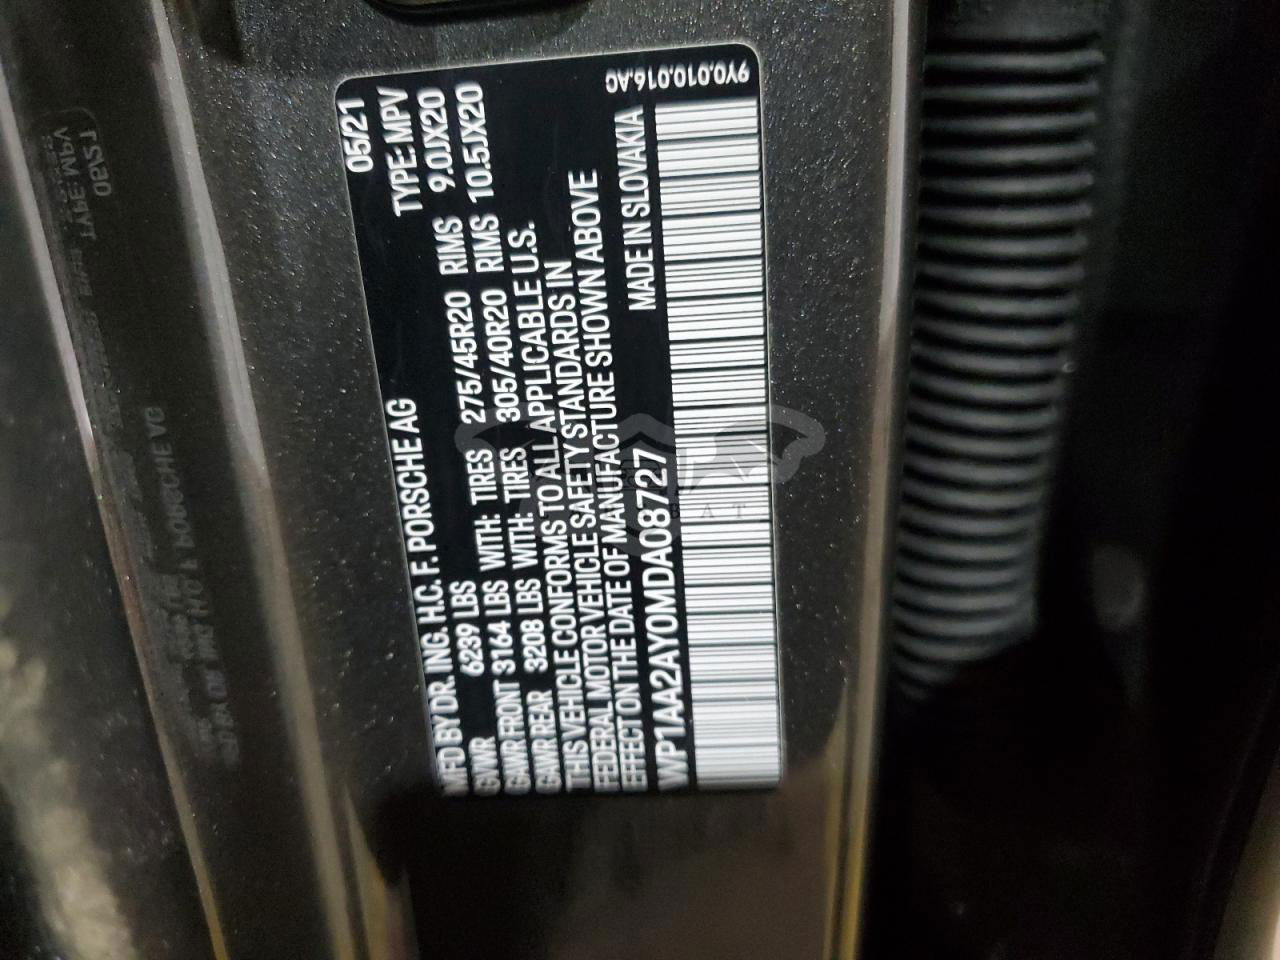 MFD BY DR. ING. H.C. F. PORSCHE AG 05/21
GVWR 6239 LBS TYPE: MPV
GAWR FRONT 3164 LBS WITH: TIRES 275/45R20 RIMS 9.0JX20
GAWR REAR 3208 LBS WITH: TIRES 305/40R20 RIMS 10.5JX20
THIS VEHICLE CONFORMS TO ALL APPLICABLE U.S.
FEDERAL MOTOR VEHICLE SAFETY STANDARDS IN
EFFECT ON THE DATE OF MANUFACTURE SHOWN ABOVE
WP1AA2AY0MDA08727 MADE IN SLOVAKIA
9Y0.010.016.AC